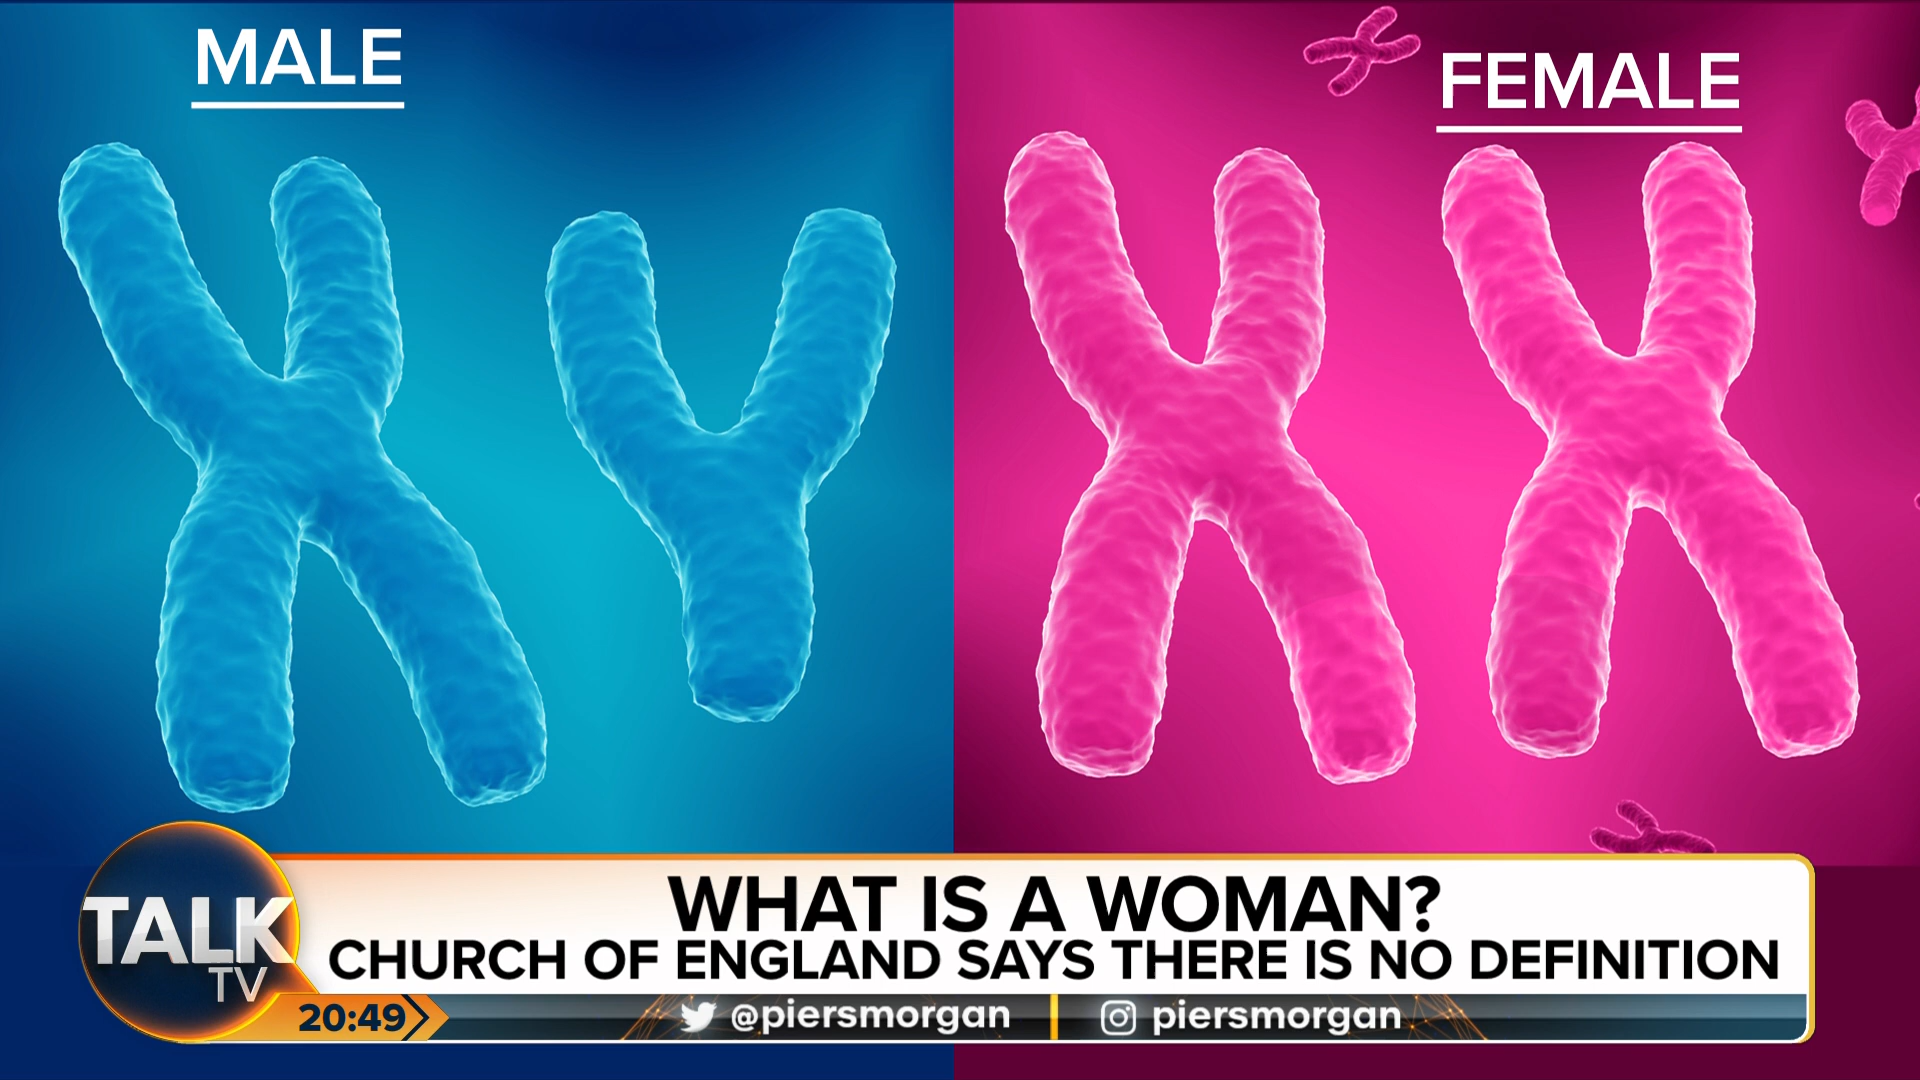 MALE
FEMALE
WHAT IS A WOMAN?
CHURCH OF ENGLAND SAYS THERE IS NO DEFINITION
TALK
TV
20:49
@piersmorgan
piersmorgan